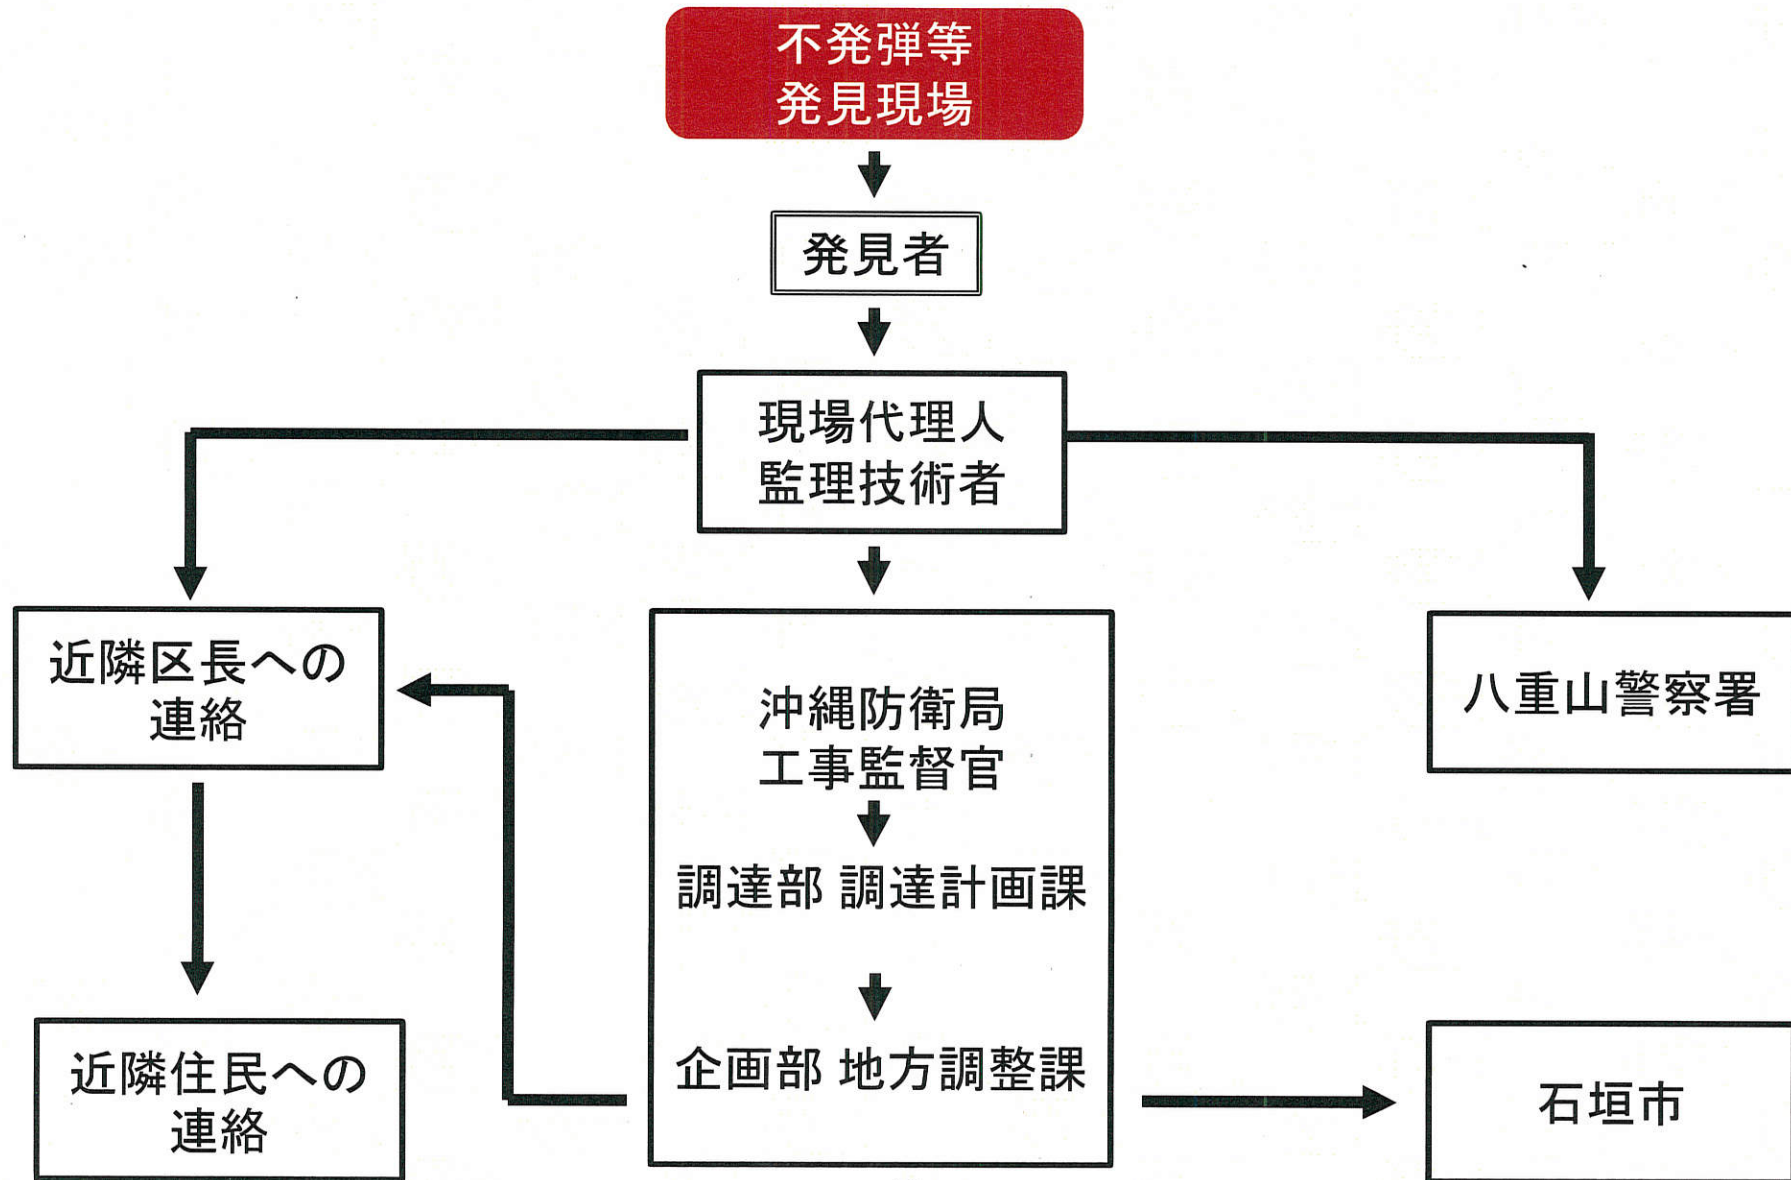 不発弾等
発見現場
発見者
現場代理人
監理技術者
近隣区長への
連絡
沖縄防衛局
工事監督官
八重山警察署
調達部 調達計画課
企画部 地方調整課
近隣住民への
連絡
石垣市